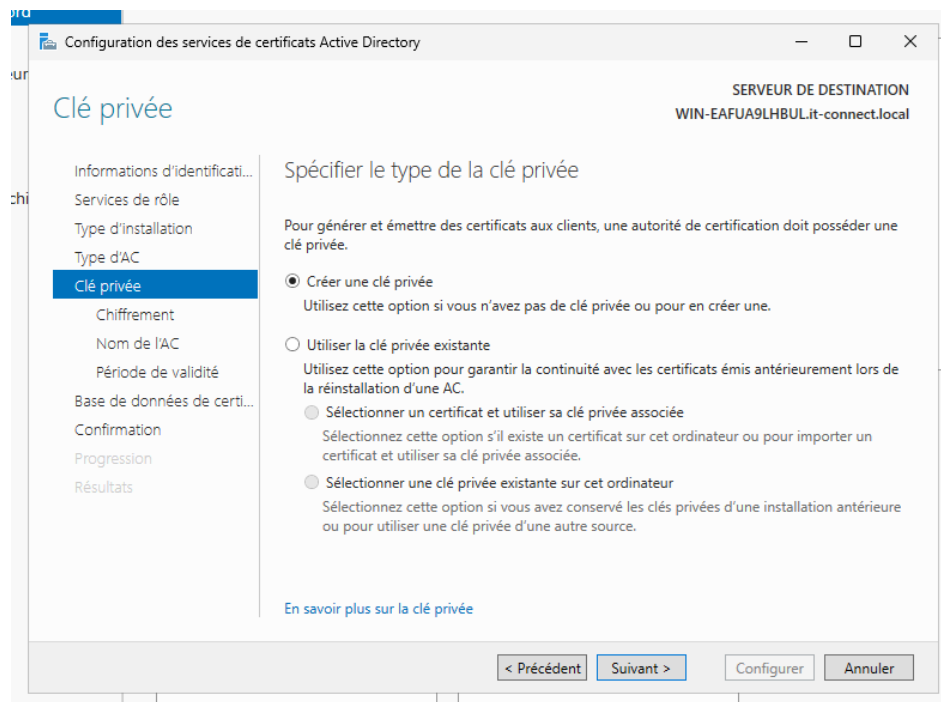 Configuration des services de certificats Active Directory
Clé privée
SERVEUR DE DESTINATION
WIN-EAFUA9LHBUL.it-connect.local
Informations d'identificati...
Services de rôle
Type d'installation
Type d'AC
Clé privée
Chiffrement
Nom de l'AC
Période de validité
Base de données de certi...
Confirmation
Progression
Résultats
Spécifier le type de la clé privée
Pour générer et émettre des certificats aux clients, une autorité de certification doit posséder une
clé privée.
Créer une clé privée
Utilisez cette option si vous n'avez pas de clé privée ou pour en créer une.
Utiliser la clé privée existante
Utilisez cette option pour garantir la continuité avec les certificats émis antérieurement lors de
la réinstallation d'une AC.
Sélectionner un certificat et utiliser sa clé privée associée
Sélectionnez cette option s'il existe un certificat sur cet ordinateur ou pour importer un
certificat et utiliser sa clé privée associée.
Sélectionner une clé privée existante sur cet ordinateur
Sélectionnez cette option si vous avez conservé les clés privées d'une installation antérieure
ou pour utiliser une clé privée d'une autre source.
En savoir plus sur la clé privée
< Précédent
Suivant >
Configurer
Annuler